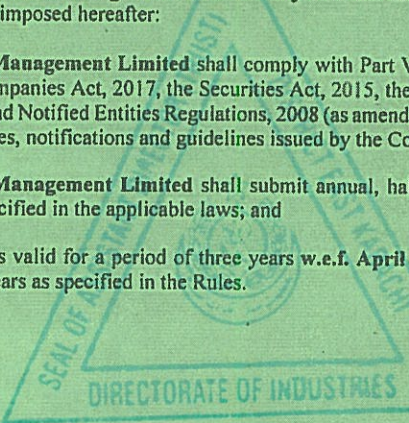 imposed hereafter:
Management Limited shall comply with Part V
mpanies Act, 2017, the Securities Act, 2015, the
nd Notified Entities Regulations, 2008 (as amend
es, notifications and guidelines issued by the Co
Management Limited shall submit annual, ha
cified in the applicable laws; and
s valid for a period of three years w.e.f. April
ears as specified in the Rules.
SEAL OF
DIRECTORATE OF INDUSTRIES